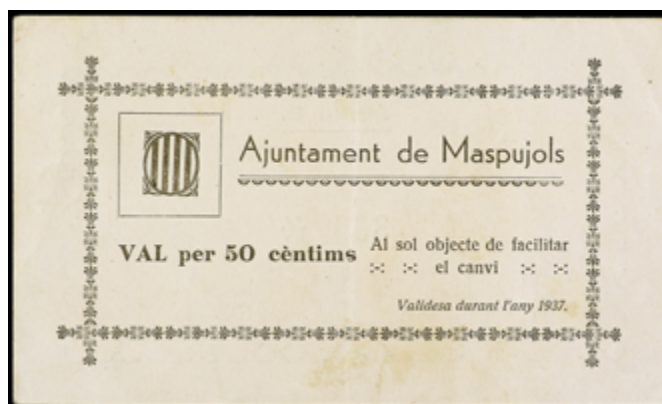 Ajuntament de Maspujols
VAL per 50 cèntims
Al sol objecte de facilitar
:-: :-: el canvi :-: :-:
Validesa durant l'any 1937.